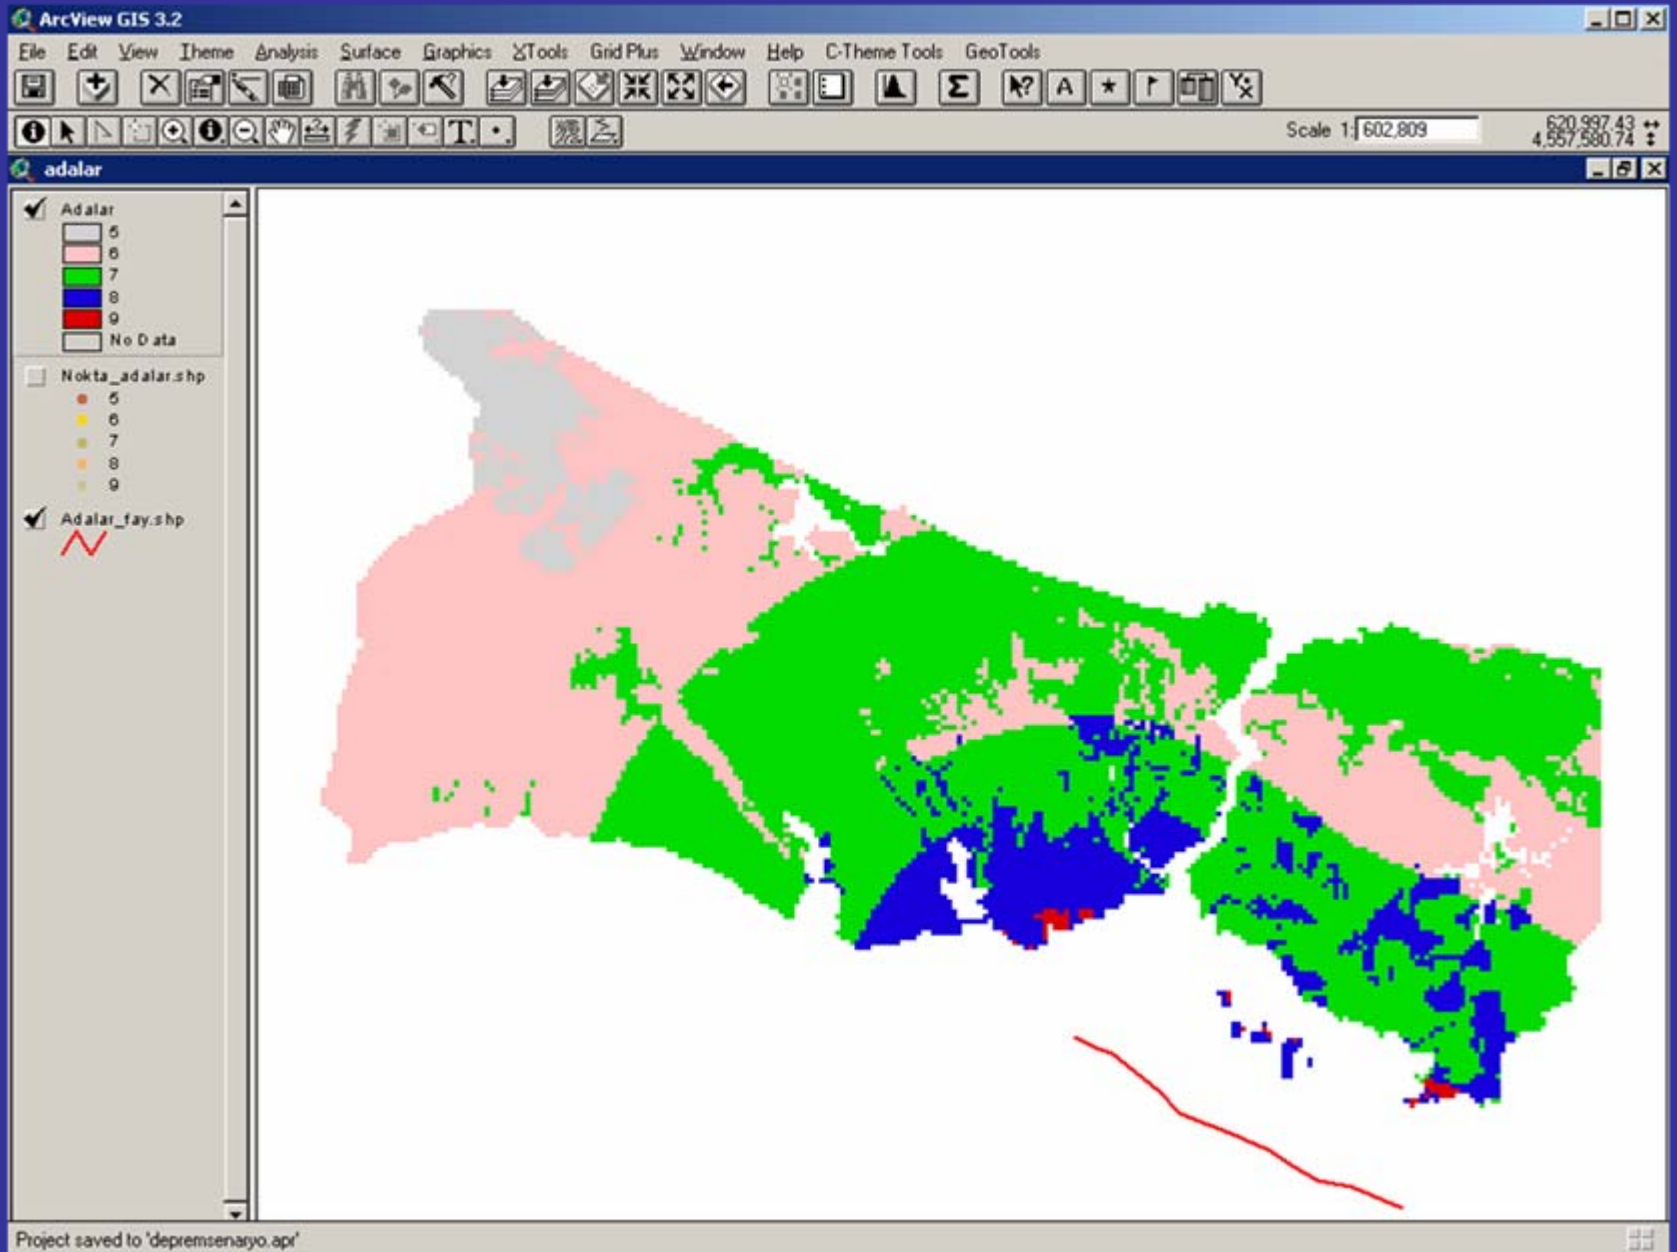 ArcView GIS 3.2
File Edit View Theme Analysis Surface Graphics XTools Grid Plus Window Help C-Theme Tools GeoTools
Scale 1: 602,809
620,997.43
4,557,580.74
adalar
Adalar
5
6
7
8
9
No Data
Nokta_adalar.shp
5
6
7
8
9
Adalar_fay.shp
Project saved to 'depremsenaryo.apr'